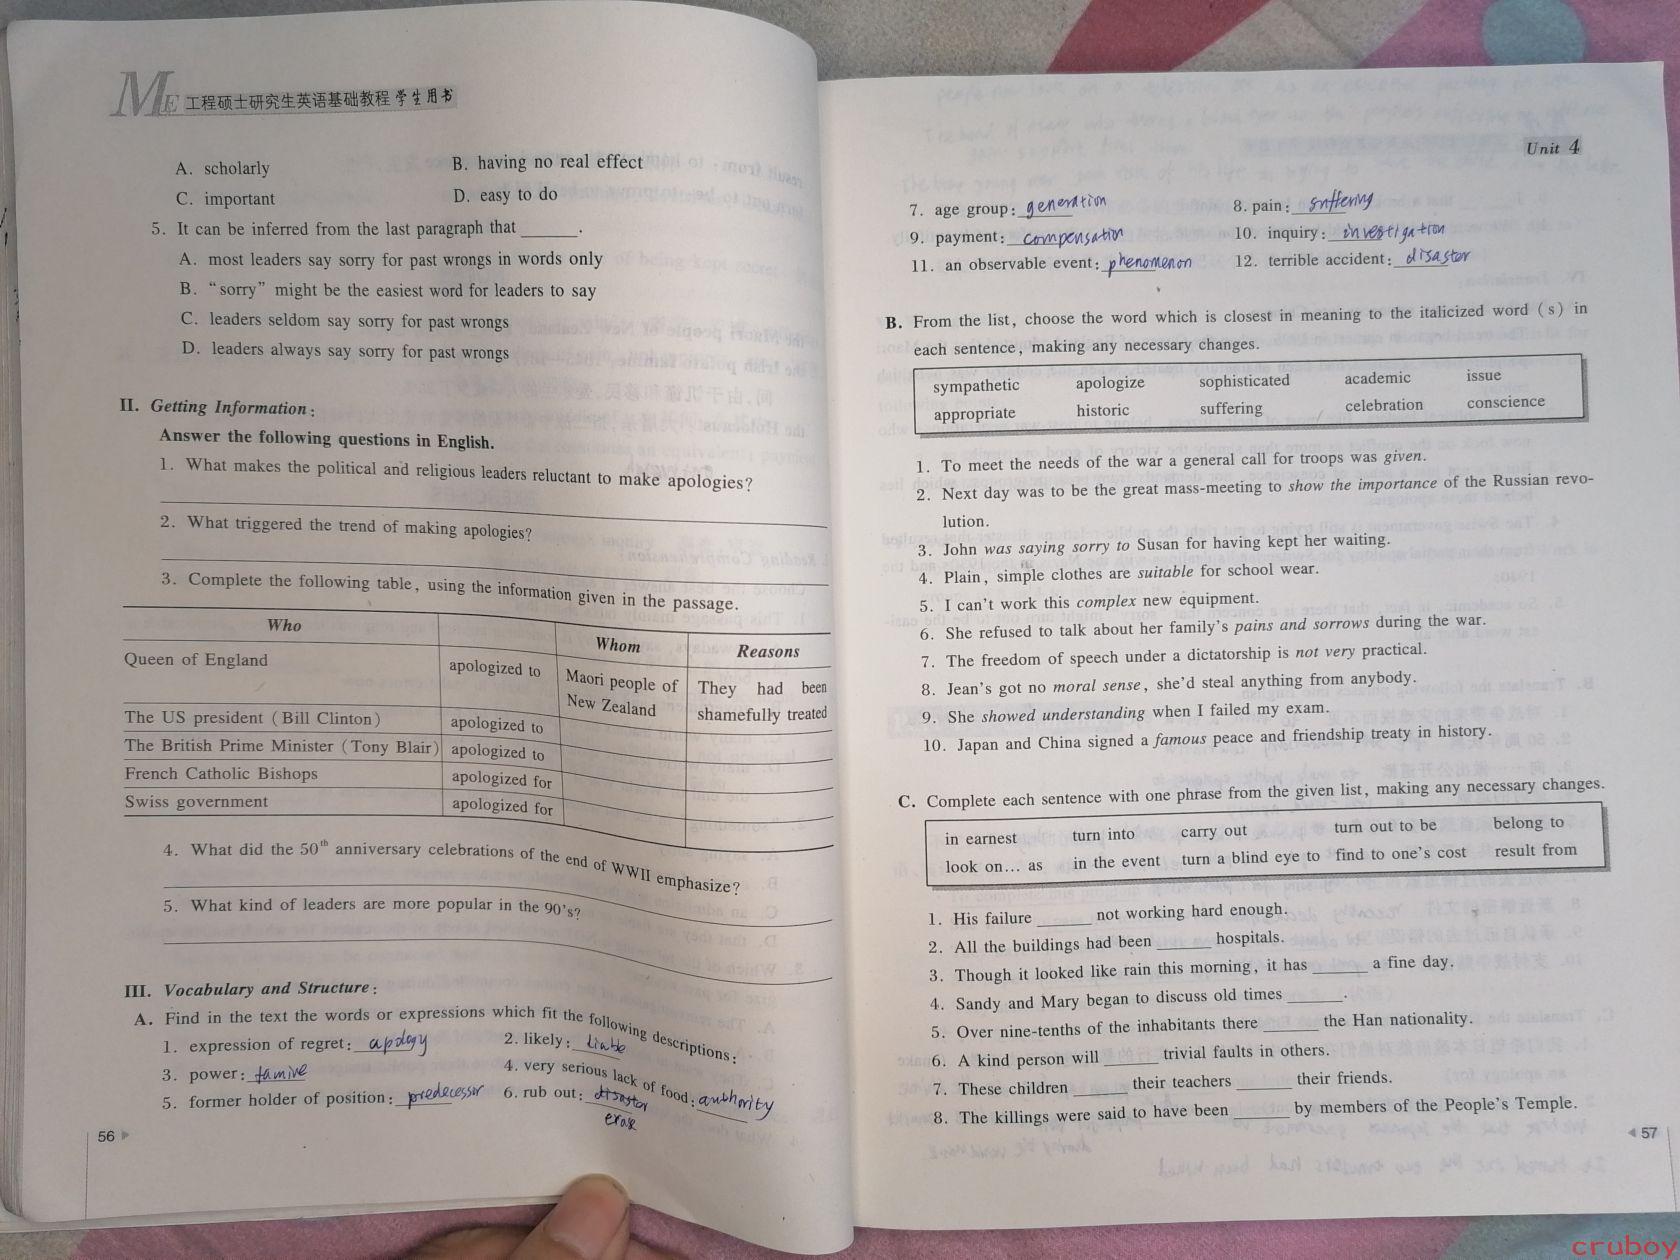 ME 工程硕士研究生英语基础教程 学生用书
A. scholarly B. having no real effect
C. important D. easy to do
5. It can be inferred from the last paragraph that ______.
A. most leaders say sorry for past wrongs in words only
B. "sorry" might be the easiest word for leaders to say
C. leaders seldom say sorry for past wrongs
D. leaders always say sorry for past wrongs
II. Getting Information:
Answer the following questions in English.
1. What makes the political and religious leaders reluctant to make apologies?
2. What triggered the trend of making apologies?
3. Complete the following table, using the information given in the passage.
Who Whom Reasons
Queen of England apologized to Maori people of New Zealand They had been shamefully treated
The US president (Bill Clinton) apologized to
The British Prime Minister (Tony Blair) apologized to
French Catholic Bishops apologized for
Swiss government apologized for
4. What did the 50th anniversary celebrations of the end of WWII emphasize?
5. What kind of leaders are more popular in the 90's?
III. Vocabulary and Structure:
A. Find in the text the words or expressions which fit the following descriptions:
1. expression of regret: apology 2. likely: liable
3. power: famine 4. very serious lack of food: authority
5. former holder of position: predecessor 6. rub out: disaster
erase
56
Unit 4
7. age group: generation 8. pain: suffering
9. payment: compensation 10. inquiry: investigation
11. an observable event: phenomenon 12. terrible accident: disaster
B. From the list, choose the word which is closest in meaning to the italicized word (s) in
each sentence, making any necessary changes.
sympathetic apologize sophisticated academic issue
appropriate historic suffering celebration conscience
1. To meet the needs of the war a general call for troops was given.
2. Next day was to be the great mass-meeting to show the importance of the Russian revo-
lution.
3. John was saying sorry to Susan for having kept her waiting.
4. Plain, simple clothes are suitable for school wear.
5. I can't work this complex new equipment.
6. She refused to talk about her family's pains and sorrows during the war.
7. The freedom of speech under a dictatorship is not very practical.
8. Jean's got no moral sense, she'd steal anything from anybody.
9. She showed understanding when I failed my exam.
10. Japan and China signed a famous peace and friendship treaty in history.
C. Complete each sentence with one phrase from the given list, making any necessary changes.
in earnest turn into carry out turn out to be belong to
look on… as in the event turn a blind eye to find to one's cost result from
1. His failure ______ not working hard enough.
2. All the buildings had been ______ hospitals.
3. Though it looked like rain this morning, it has ______ a fine day.
4. Sandy and Mary began to discuss old times ______.
5. Over nine-tenths of the inhabitants there ______ the Han nationality.
6. A kind person will ______ trivial faults in others.
7. These children ______ their teachers ______ their friends.
8. The killings were said to have been ______ by members of the People's Temple.
57
cruboy